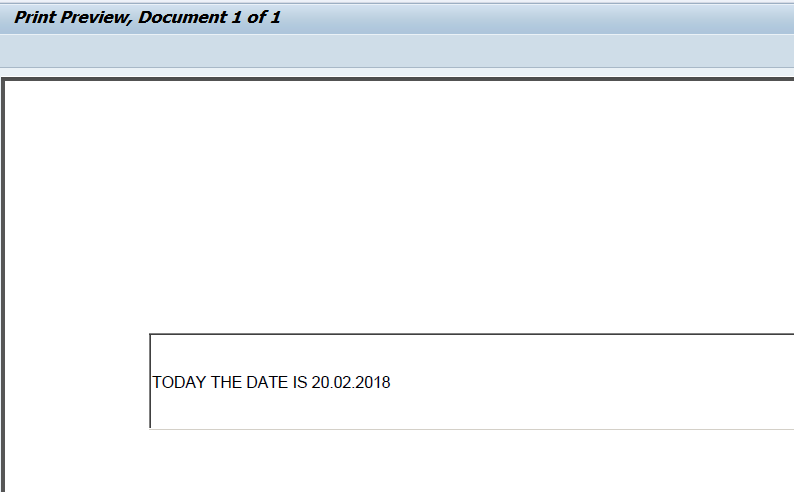 Print Preview, Document 1 of 1
TODAY THE DATE IS 20.02.2018